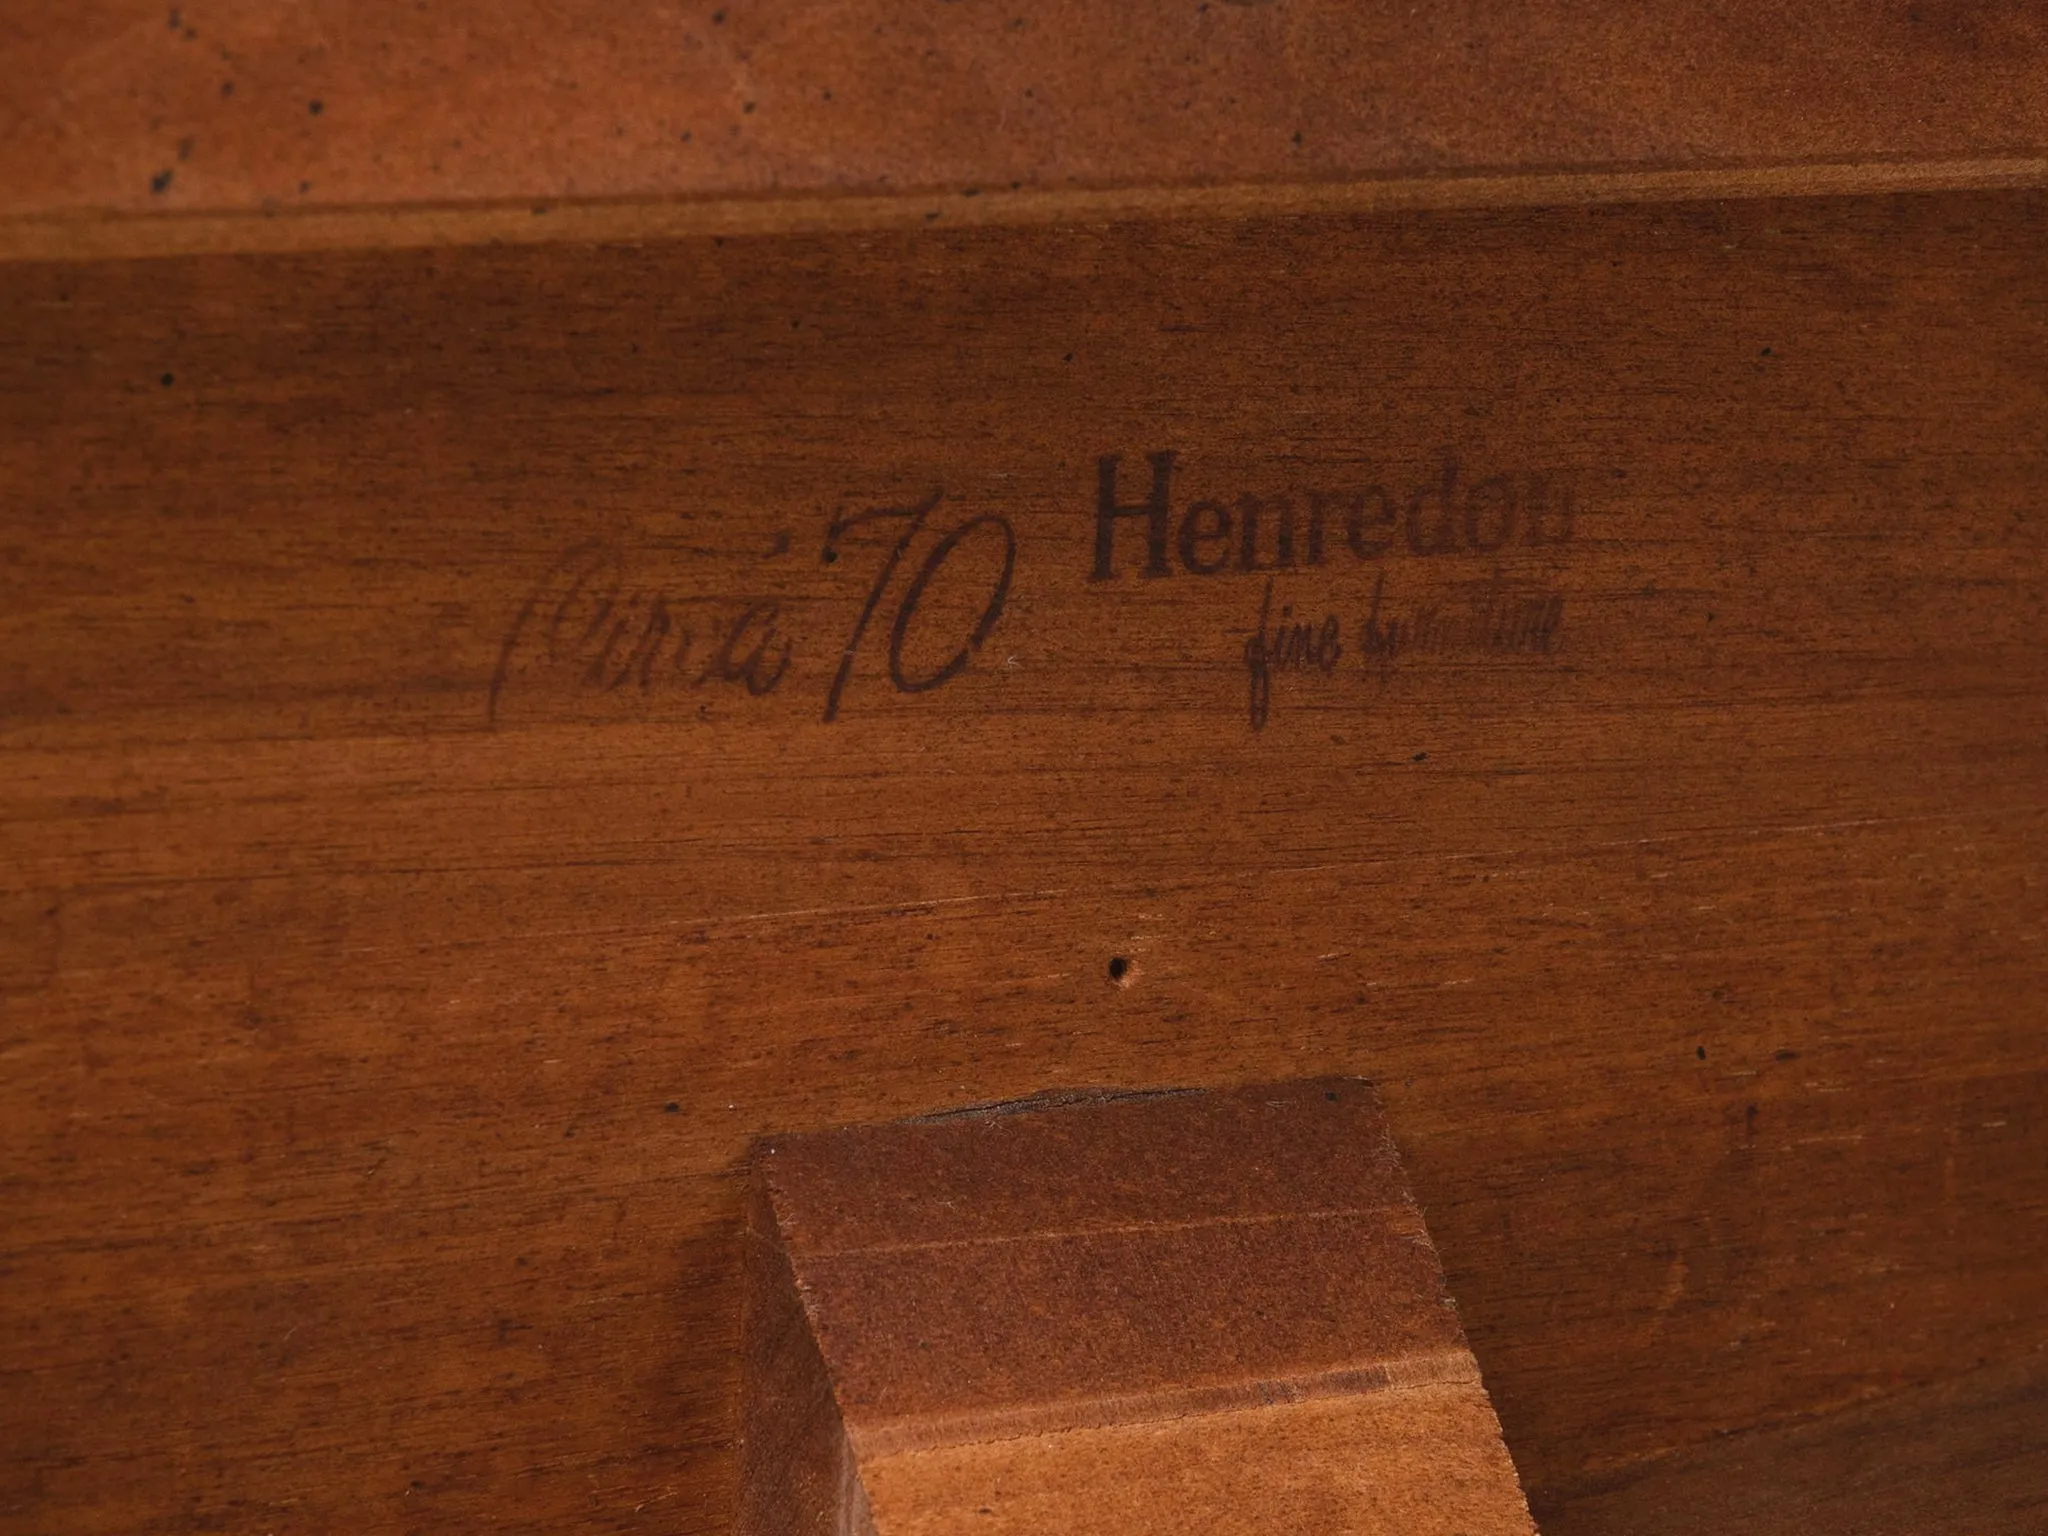 Circa '70
Henredon
fine furniture